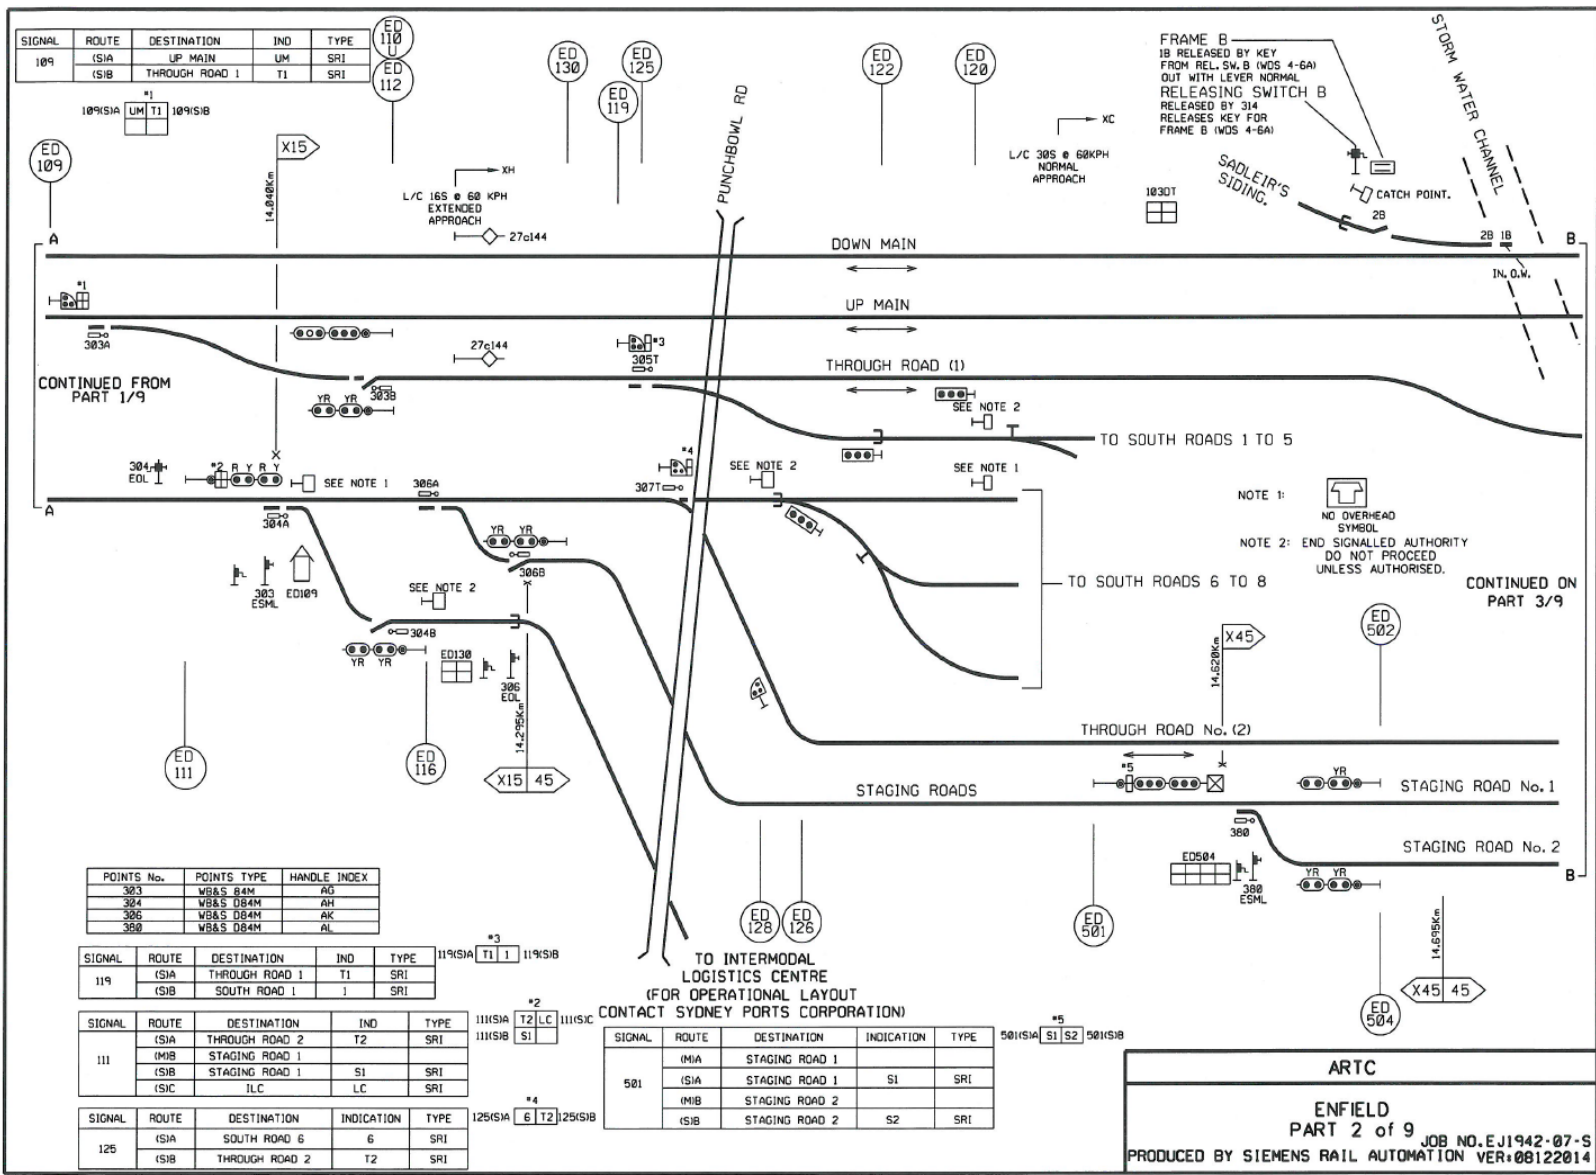 SIGNAL ROUTE DESTINATION IND TYPE
109 (S)A UP MAIN UM SRI
(S)B THROUGH ROAD 1 T1 SRI
*1
109(S)A UM T1 109(S)B
ED 109
ED 110 U
ED 112
X15
14.040Km
XH
L/C 16S @ 60 KPH
EXTENDED
APPROACH
27c144
ED 130
ED 125
ED 119
PUNCHBOWL RD
ED 122
ED 120
XC
L/C 30S @ 60KPH
NORMAL
APPROACH
FRAME B
1B RELEASED BY KEY
FROM REL. SW. B (WDS 4-6A)
OUT WITH LEVER NORMAL
RELEASING SWITCH B
RELEASED BY 314
RELEASES KEY FOR
FRAME B (WDS 4-6A)
STORM WATER CHANNEL
SADLEIR'S
SIDING.
CATCH POINT.
103DT
2B
2B 1B
IN. O.W.
A
B
DOWN MAIN
*1
UP MAIN
303A
27c144
*3
305T
THROUGH ROAD (1)
CONTINUED FROM
PART 1/9
303B
YR YR
SEE NOTE 2
TO SOUTH ROADS 1 TO 5
304
EOL
*2 R Y R Y
SEE NOTE 1
306A
*4
307T
SEE NOTE 2
SEE NOTE 1
A
304A
YR YR
306B
NOTE 1:
NO OVERHEAD
SYMBOL
NOTE 2: END SIGNALLED AUTHORITY
DO NOT PROCEED
UNLESS AUTHORISED.
303
ESML
ED109
SEE NOTE 2
TO SOUTH ROADS 6 TO 8
CONTINUED ON
PART 3/9
304B
YR YR
ED130
306
EOL
14.295Km
X15 45
ED 111
ED 116
ED 502
X45
14.620Km
THROUGH ROAD No. (2)
*5
YR
STAGING ROADS
STAGING ROAD No. 1
380
STAGING ROAD No. 2
ED504
380
ESML
YR YR
B
ED 128
ED 126
ED 501
ED 504
14.695Km
X45 45
POINTS No. POINTS TYPE HANDLE INDEX
303 WB&S 84M AG
304 WB&S D84M AH
306 WB&S D84M AK
380 WB&S D84M AL
*3
119(S)A T1 1 119(S)B
SIGNAL ROUTE DESTINATION IND TYPE
119 (S)A THROUGH ROAD 1 T1 SRI
(S)B SOUTH ROAD 1 1 SRI
*2
111(S)A T2 LC 111(S)C
111(S)B S1
SIGNAL ROUTE DESTINATION IND TYPE
111 (S)A THROUGH ROAD 2 T2 SRI
(M)B STAGING ROAD 1
(S)B STAGING ROAD 1 S1 SRI
(S)C ILC LC SRI
*4
125(S)A 6 T2 125(S)B
SIGNAL ROUTE DESTINATION INDICATION TYPE
125 (S)A SOUTH ROAD 6 6 SRI
(S)B THROUGH ROAD 2 T2 SRI
TO INTERMODAL
LOGISTICS CENTRE
(FOR OPERATIONAL LAYOUT
CONTACT SYDNEY PORTS CORPORATION)
*5
501(S)A S1 S2 501(S)B
SIGNAL ROUTE DESTINATION INDICATION TYPE
501 (M)A STAGING ROAD 1
(S)A STAGING ROAD 1 S1 SRI
(M)B STAGING ROAD 2
(S)B STAGING ROAD 2 S2 SRI
ARTC
ENFIELD
PART 2 of 9
JOB NO. EJ1942-07-S
PRODUCED BY SIEMENS RAIL AUTOMATION VER:08122014